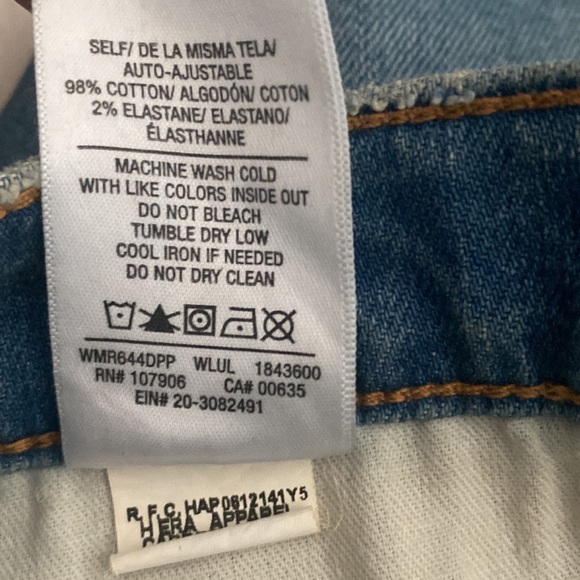 SELF/ DE LA MISMA TELA/
AUTO-AJUSTABLE
98% COTTON/ ALGODÓN/ COTON
2% ELASTANE/ ELASTANO/
ÉLASTHANNE
MACHINE WASH COLD
WITH LIKE COLORS INSIDE OUT
DO NOT BLEACH
TUMBLE DRY LOW
COOL IRON IF NEEDED
DO NOT DRY CLEAN
WMR644DPP WLUL 1843600
RN# 107906 CA# 00635
EIN# 20-3082491
R. F. C. HAP0612141Y5
APPAREL